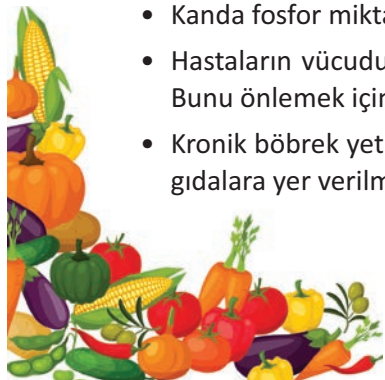 • Kanda fosfor mikta
• Hastaların vücudu
Bunu önlemek için
• Kronik böbrek yet
gıdalara yer verilm